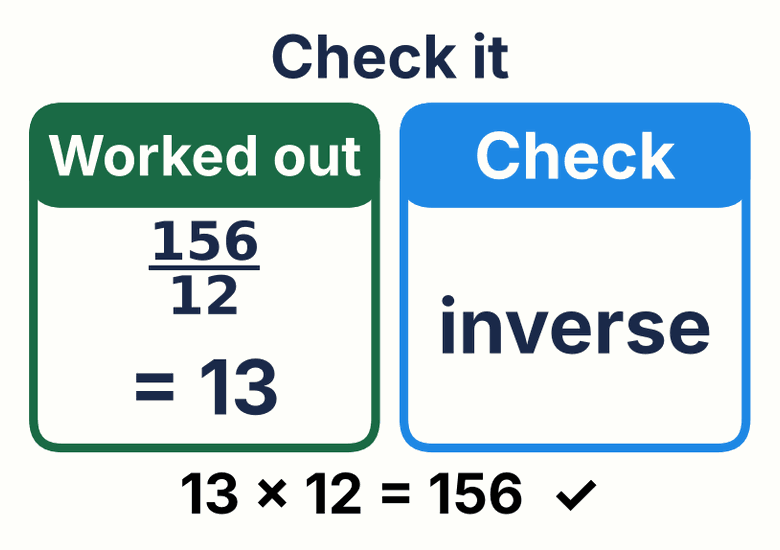 Check it
Worked out
156
12
= 13
Check
inverse
13 × 12 = 156 ✓